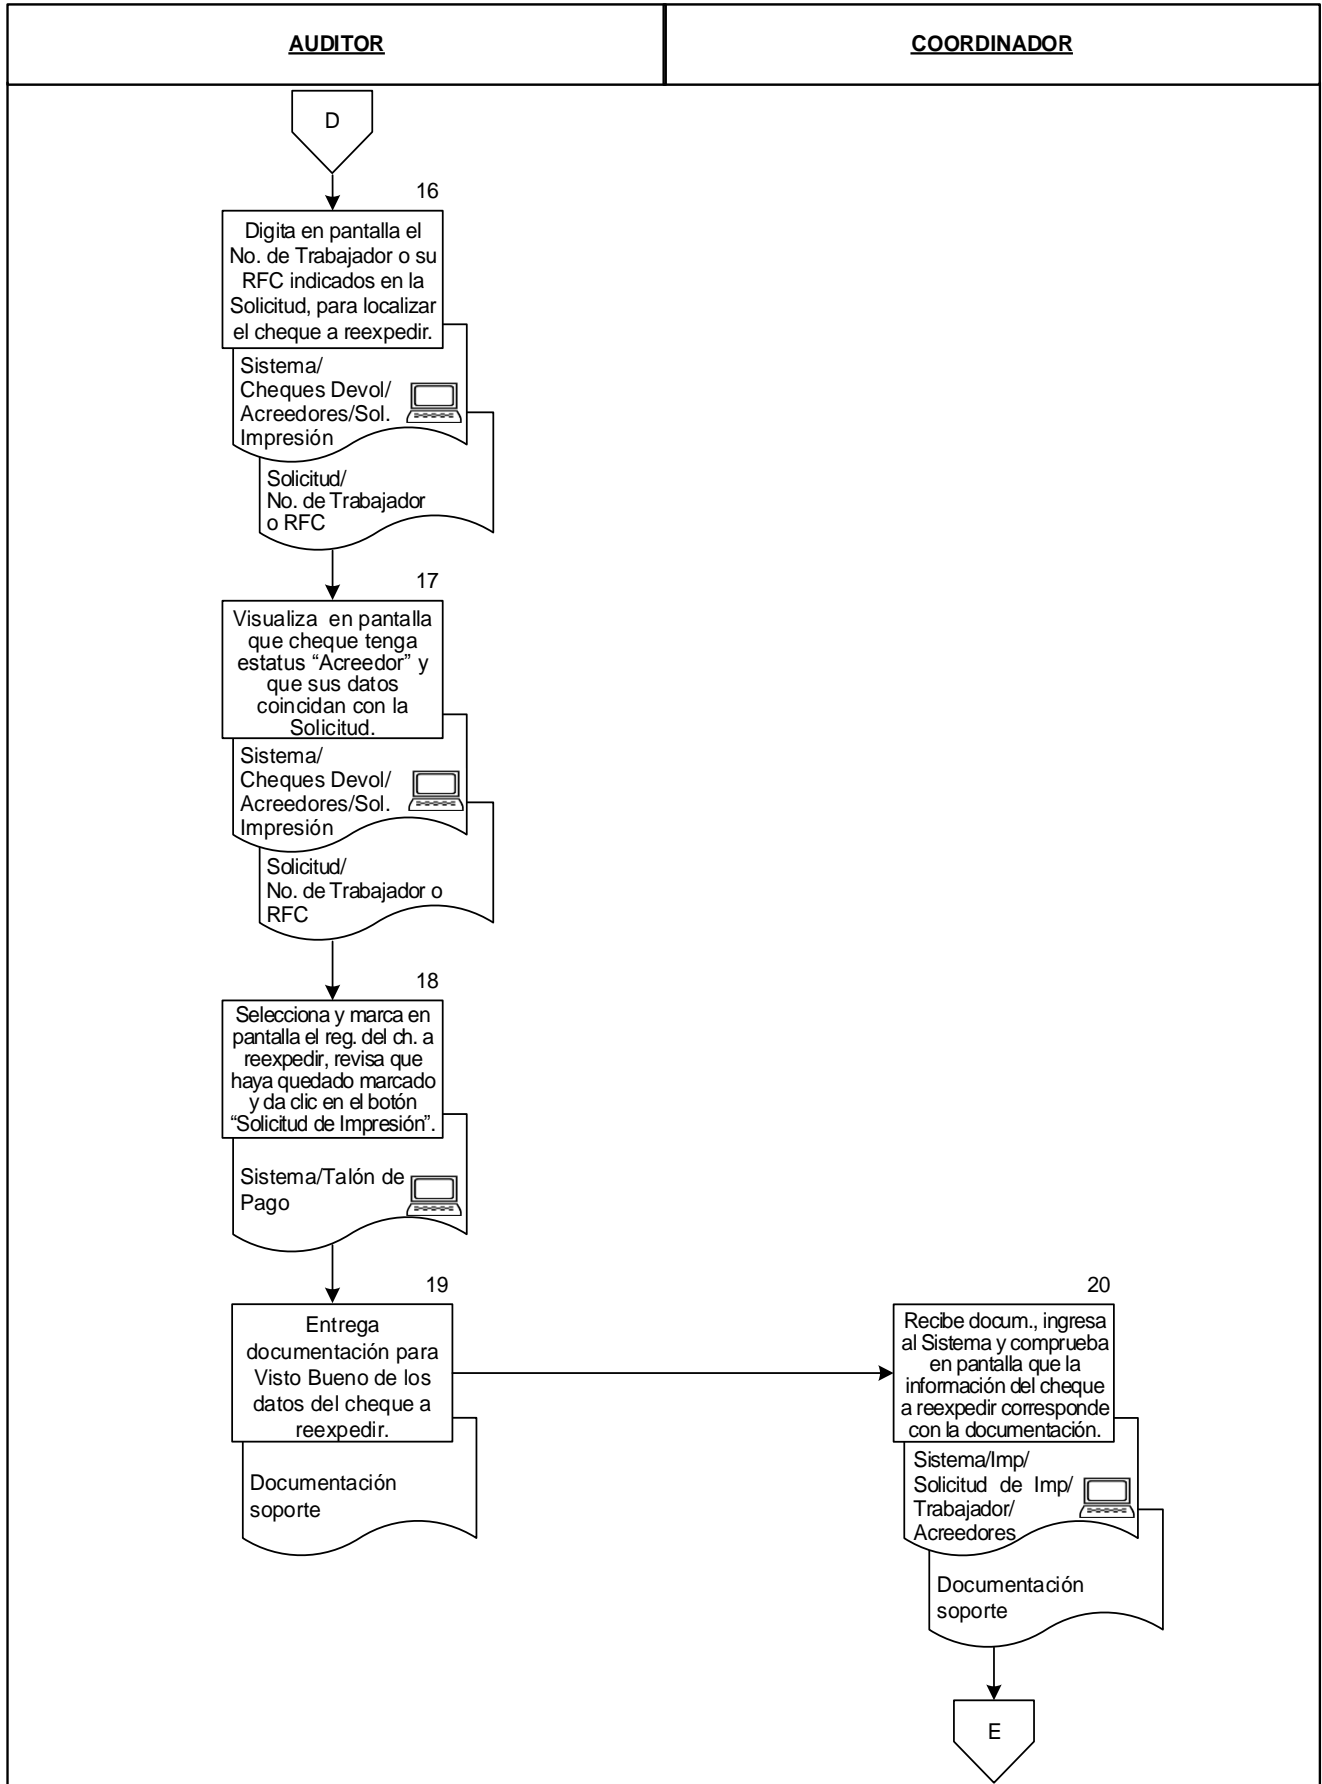 AUDITOR
COORDINADOR
D
16
Digita en pantalla el
No. de Trabajador o su
RFC indicados en la
Solicitud, para localizar
el cheque a reexpedir.
Sistema/
Cheques Devol/
Acreedores/Sol.
Impresión
Solicitud/
No. de Trabajador
o RFC
17
Visualiza en pantalla
que cheque tenga
estatus “Acreedor” y
que sus datos
coincidan con la
Solicitud.
Sistema/
Cheques Devol/
Acreedores/Sol.
Impresión
Solicitud/
No. de Trabajador o
RFC
18
Selecciona y marca en
pantalla el reg. del ch. a
reexpedir, revisa que
haya quedado marcado
y da clic en el botón
“Solicitud de Impresión”.
Sistema/Talón de
Pago
19
Entrega
documentación para
Visto Bueno de los
datos del cheque a
reexpedir.
Documentación
soporte
20
Recibe docum., ingresa
al Sistema y comprueba
en pantalla que la
información del cheque
a reexpedir corresponde
con la documentación.
Sistema/Imp/
Solicitud de Imp/
Trabajador/
Acreedores
Documentación
soporte
E